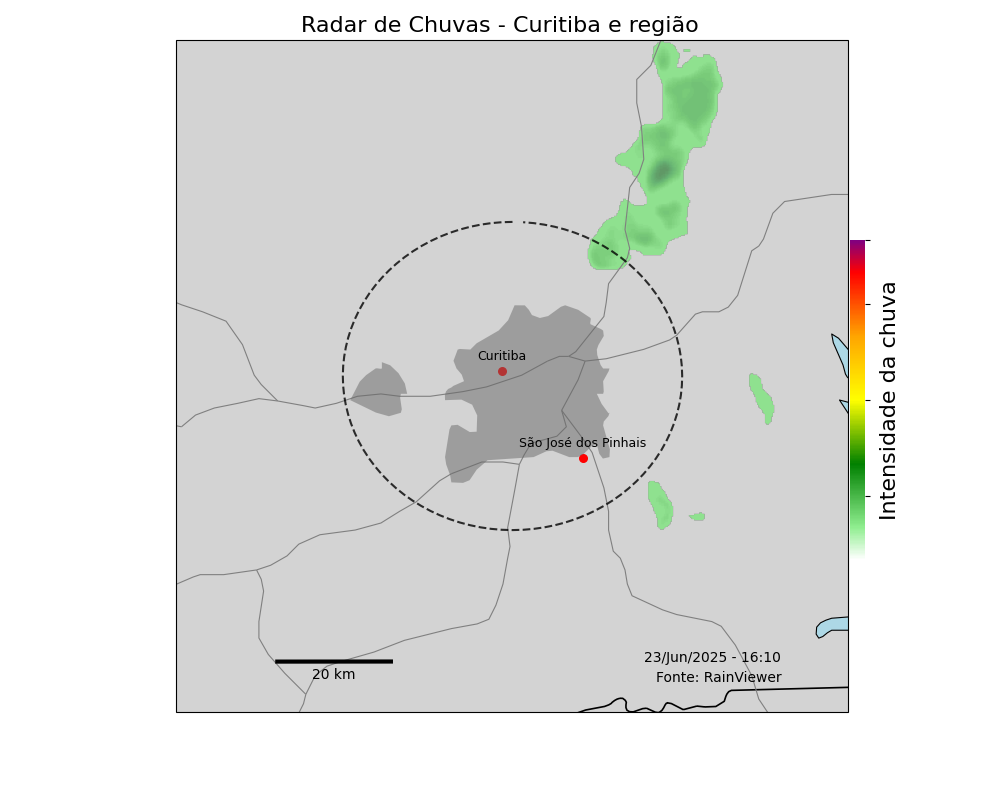 Radar de Chuvas - Curitiba e região
Curitiba
São José dos Pinhais
Intensidade da chuva
23/Jun/2025 - 16:10
20 km
Fonte: RainViewer